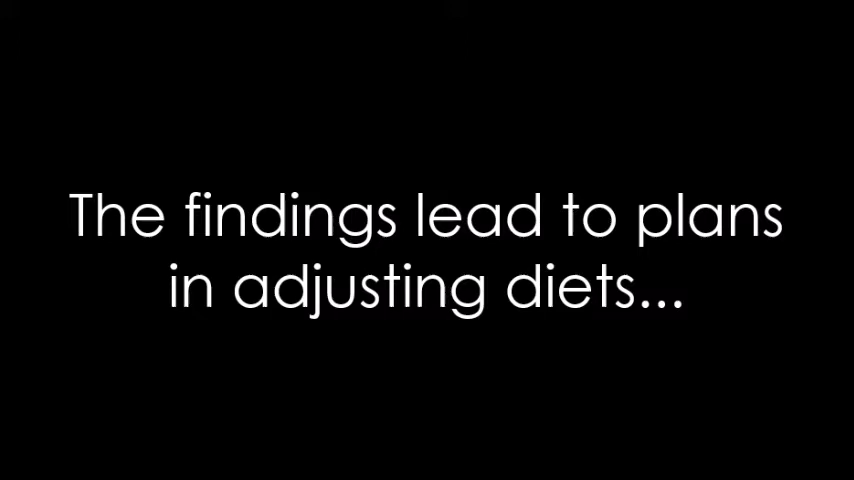 The findings lead to plans
in adjusting diets...